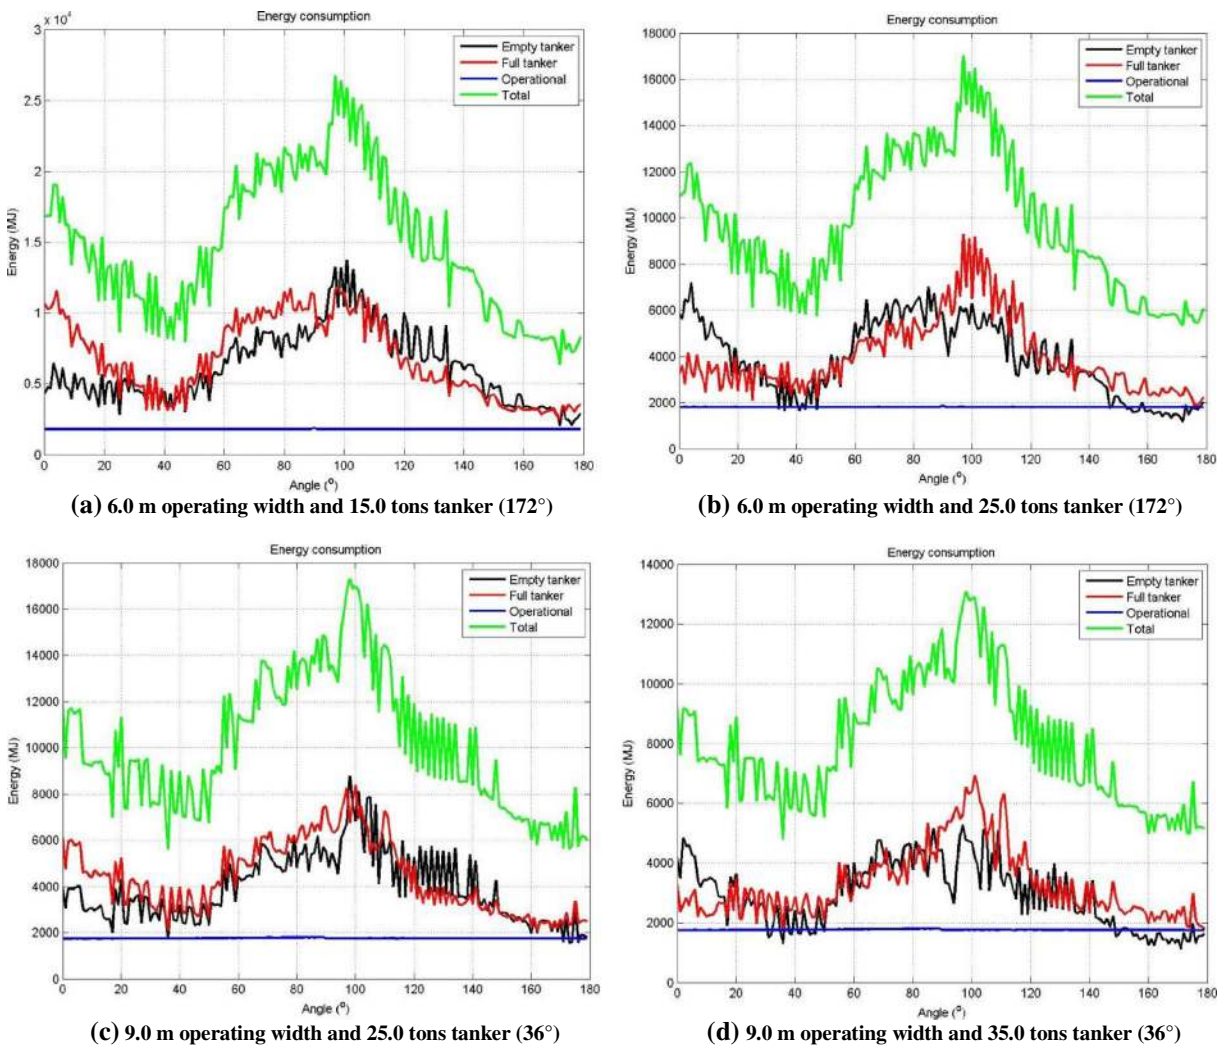 Energy consumption
x 10⁴
3
2.5
2
1.5
1
0.5
0
Energy (MJ)
Empty tanker
Full tanker
Operational
Total
0 20 40 60 80 100 120 140 160 180
Angle (°)
(a) 6.0 m operating width and 15.0 tons tanker (172°)
Energy consumption
18000
16000
14000
12000
10000
8000
6000
4000
2000
0
Energy (MJ)
Empty tanker
Full tanker
Operational
Total
0 20 40 60 80 100 120 140 160 180
Angle (°)
(b) 6.0 m operating width and 25.0 tons tanker (172°)
Energy consumption
18000
16000
14000
12000
10000
8000
6000
4000
2000
0
Energy (MJ)
Empty tanker
Full tanker
Operational
Total
0 20 40 60 80 100 120 140 160 180
Angle (°)
(c) 9.0 m operating width and 25.0 tons tanker (36°)
Energy consumption
14000
12000
10000
8000
6000
4000
2000
0
Energy (MJ)
Empty tanker
Full tanker
Operational
Total
0 20 40 60 80 100 120 140 160 180
Angle (°)
(d) 9.0 m operating width and 35.0 tons tanker (36°)